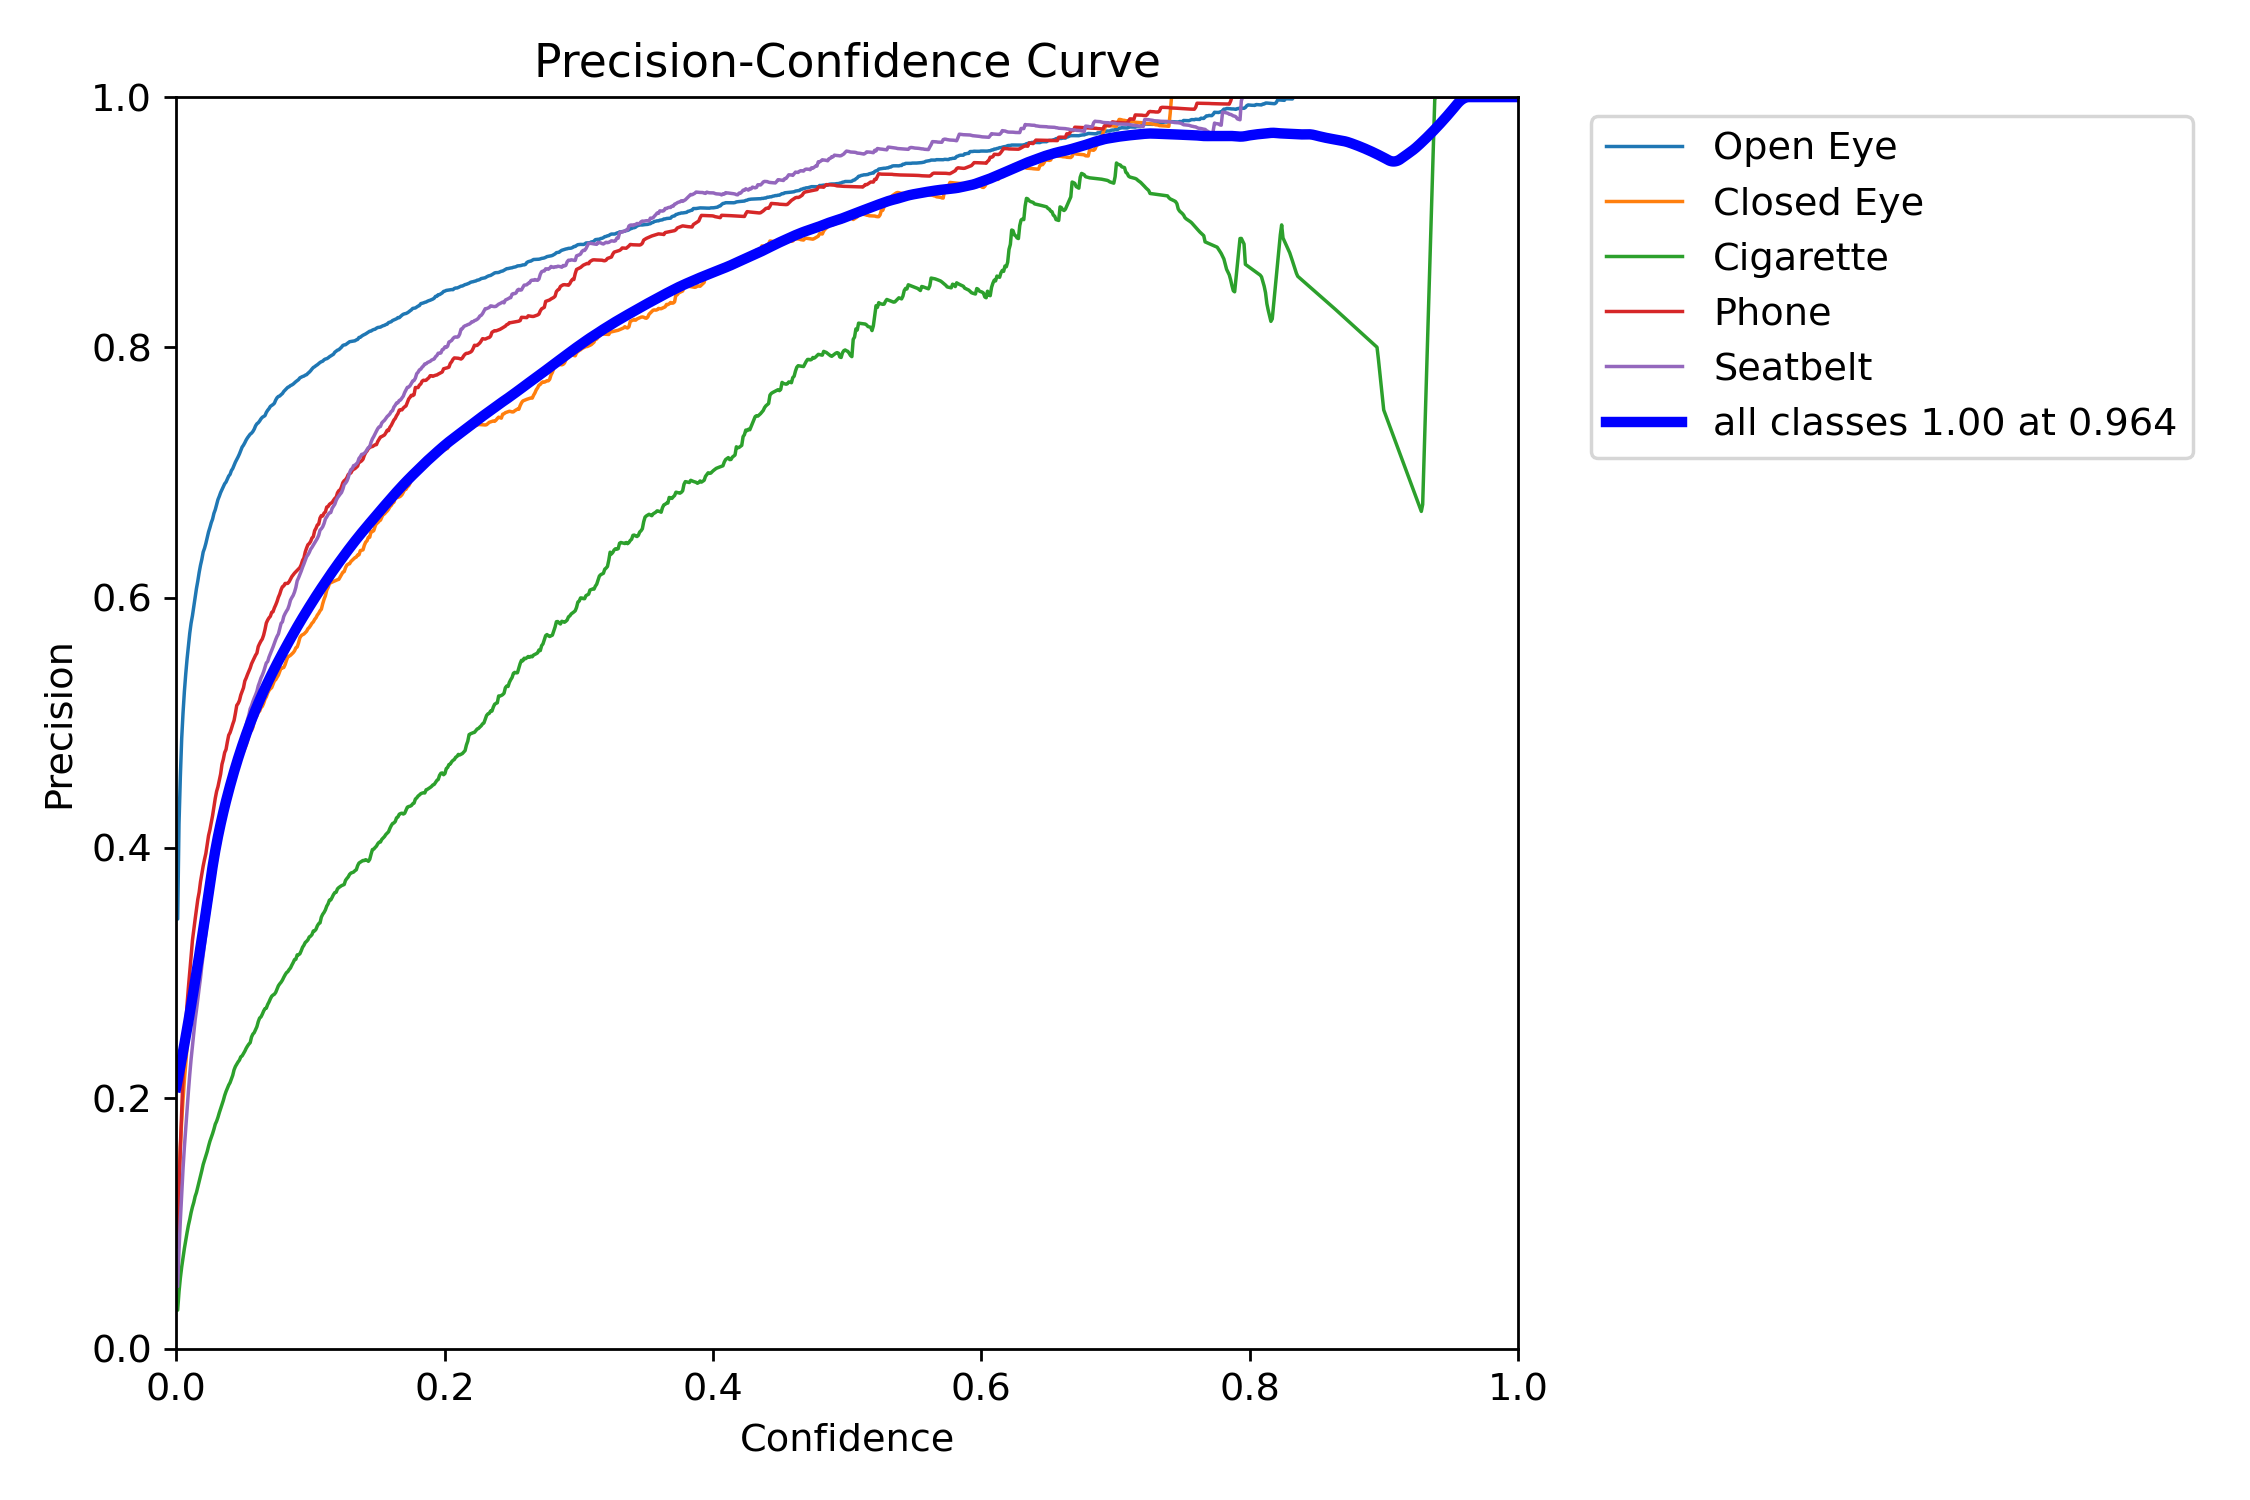 Precision-Confidence Curve
1.0
0.8
0.6
0.4
0.2
0.0
Precision
0.0 0.2 0.4 0.6 0.8 1.0
Confidence
Open Eye
Closed Eye
Cigarette
Phone
Seatbelt
all classes 1.00 at 0.964